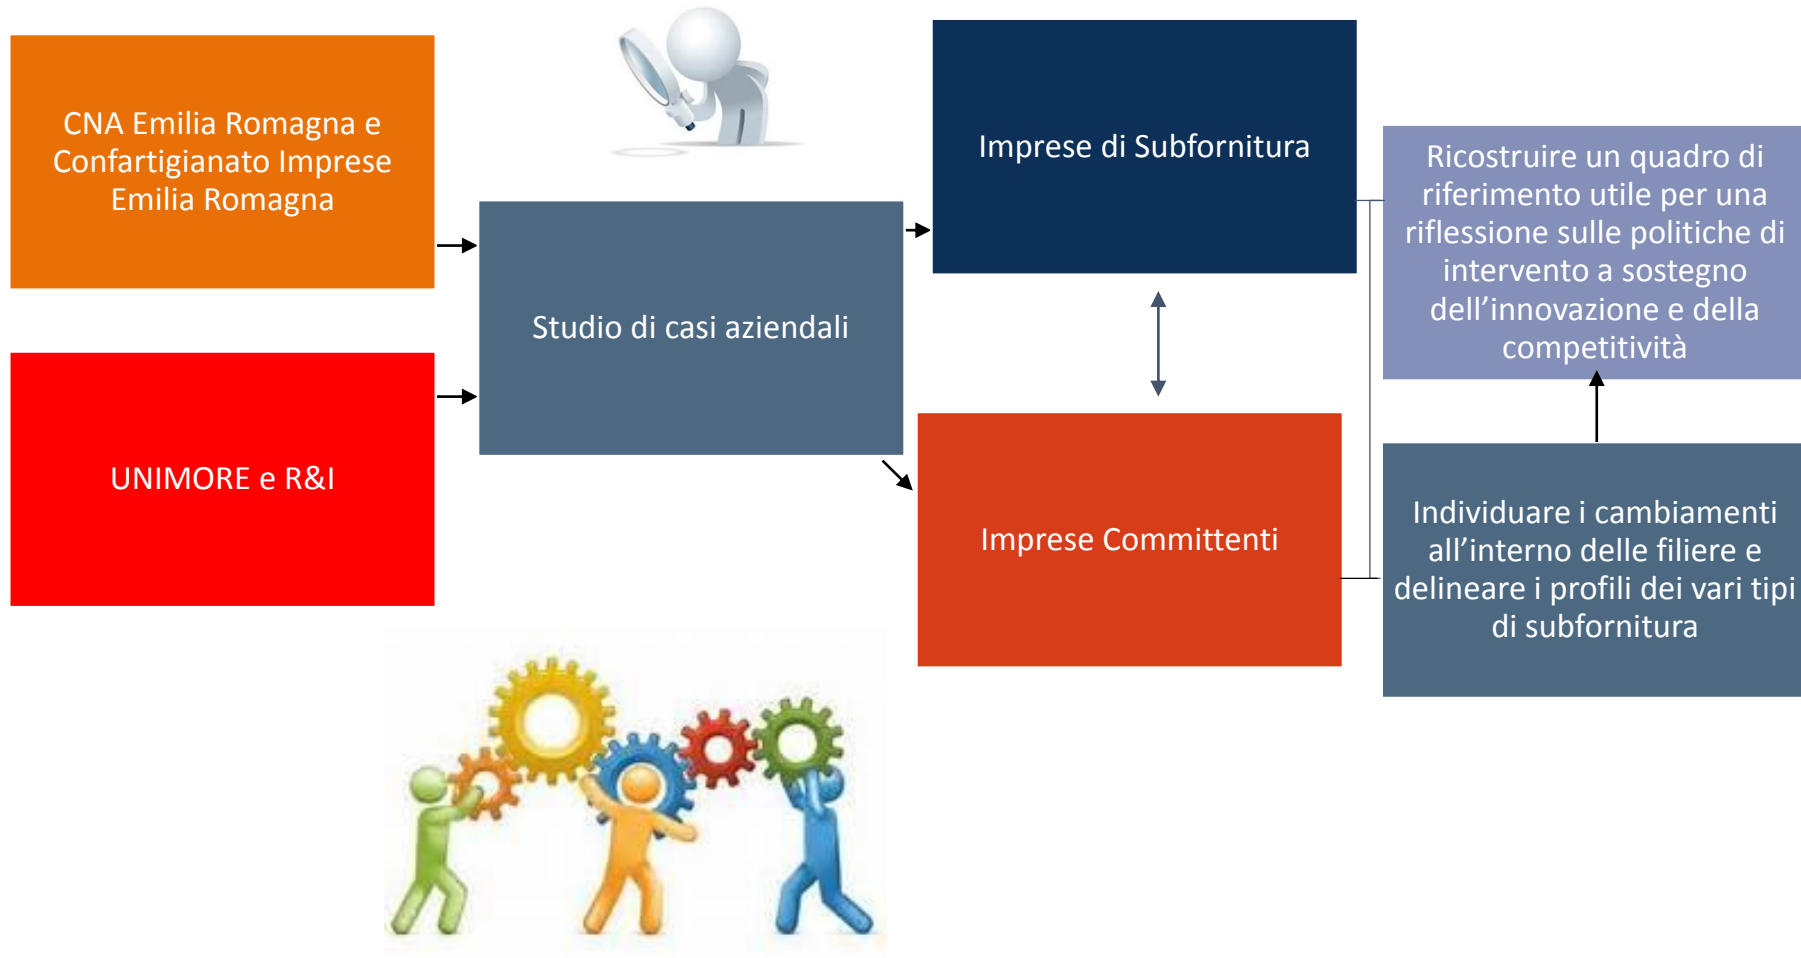 CNA Emilia Romagna e
Confartigianato Imprese
Emilia Romagna
UNIMORE e R&I
Studio di casi aziendali
Imprese di Subfornitura
Imprese Committenti
Ricostruire un quadro di
riferimento utile per una
riflessione sulle politiche di
intervento a sostegno
dell’innovazione e della
competitività
Individuare i cambiamenti
all’interno delle filiere e
delineare i profili dei vari tipi
di subfornitura